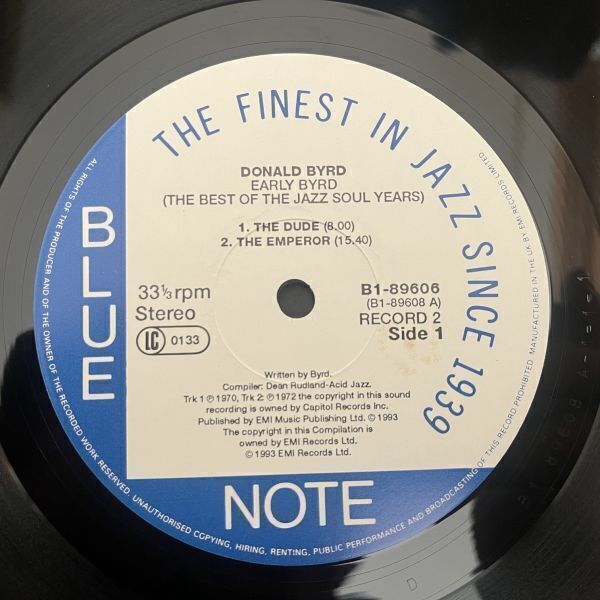 THE FINEST IN JAZZ SINCE 1939
DONALD BYRD
EARLY BYRD
(THE BEST OF THE JAZZ SOUL YEARS)
1. THE DUDE (8.00)
2. THE EMPEROR (15.40)
BLUE
33⅓ rpm
Stereo
LC 0133
B1-89606
(B1-89608 A)
RECORD 2
Side 1
Written by Byrd.
Compiler: Dean Rudland-Acid Jazz.
Trk 1 ℗ 1970, Trk 2: ℗ 1972 the copyright in this sound
recording is owned by Capitol Records Inc.
Published by EMI Music Publishing Ltd. © 1993
The copyright in this Compilation is
owned by EMI Records Ltd.
© 1993 EMI Records Ltd.
NOTE
ALL RIGHTS OF THE PRODUCER AND OF THE OWNER OF THE RECORDED WORK RESERVED. UNAUTHORISED COPYING, HIRING, RENTING, PUBLIC PERFORMANCE AND BROADCASTING OF THIS RECORD PROHIBITED. MANUFACTURED IN THE UK BY EMI RECORDS LIMITED
D